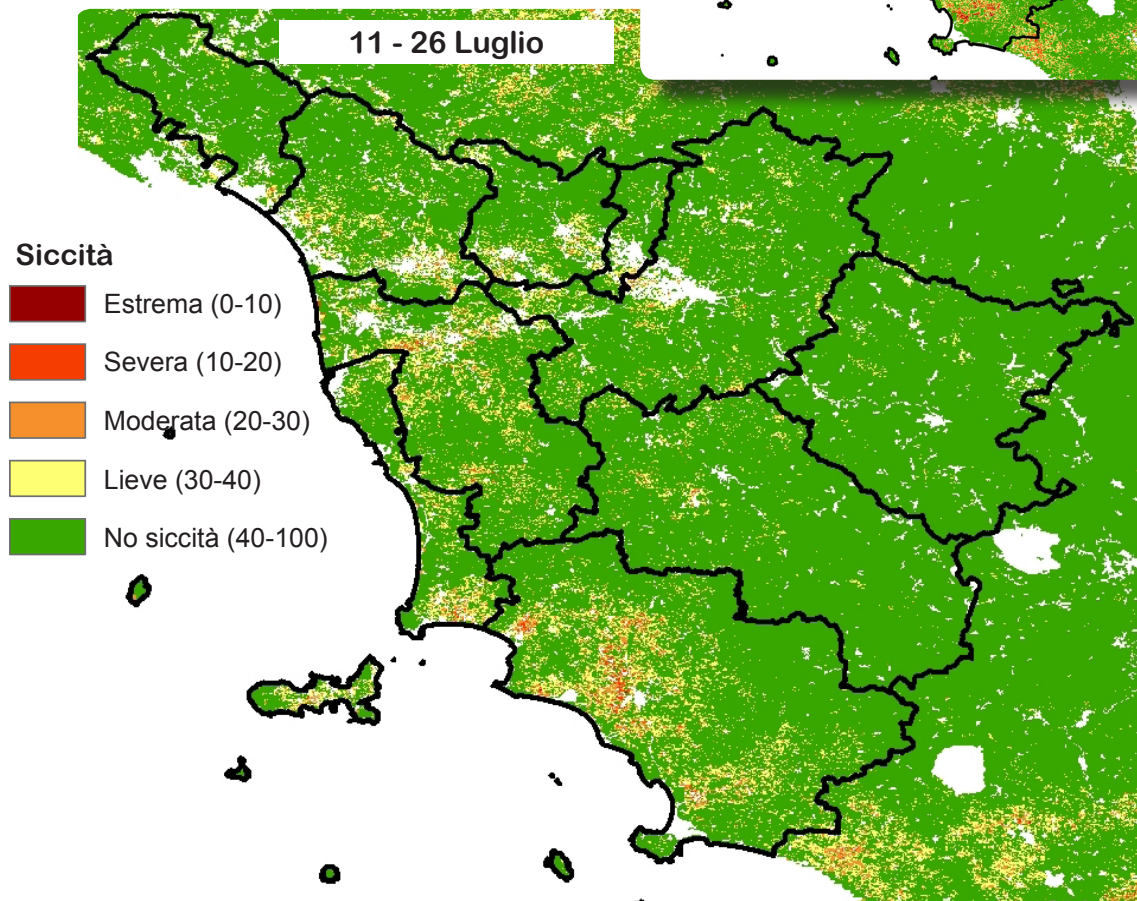 11 - 26 Luglio
Siccità
Estrema (0-10)
Severa (10-20)
Moderata (20-30)
Lieve (30-40)
No siccità (40-100)